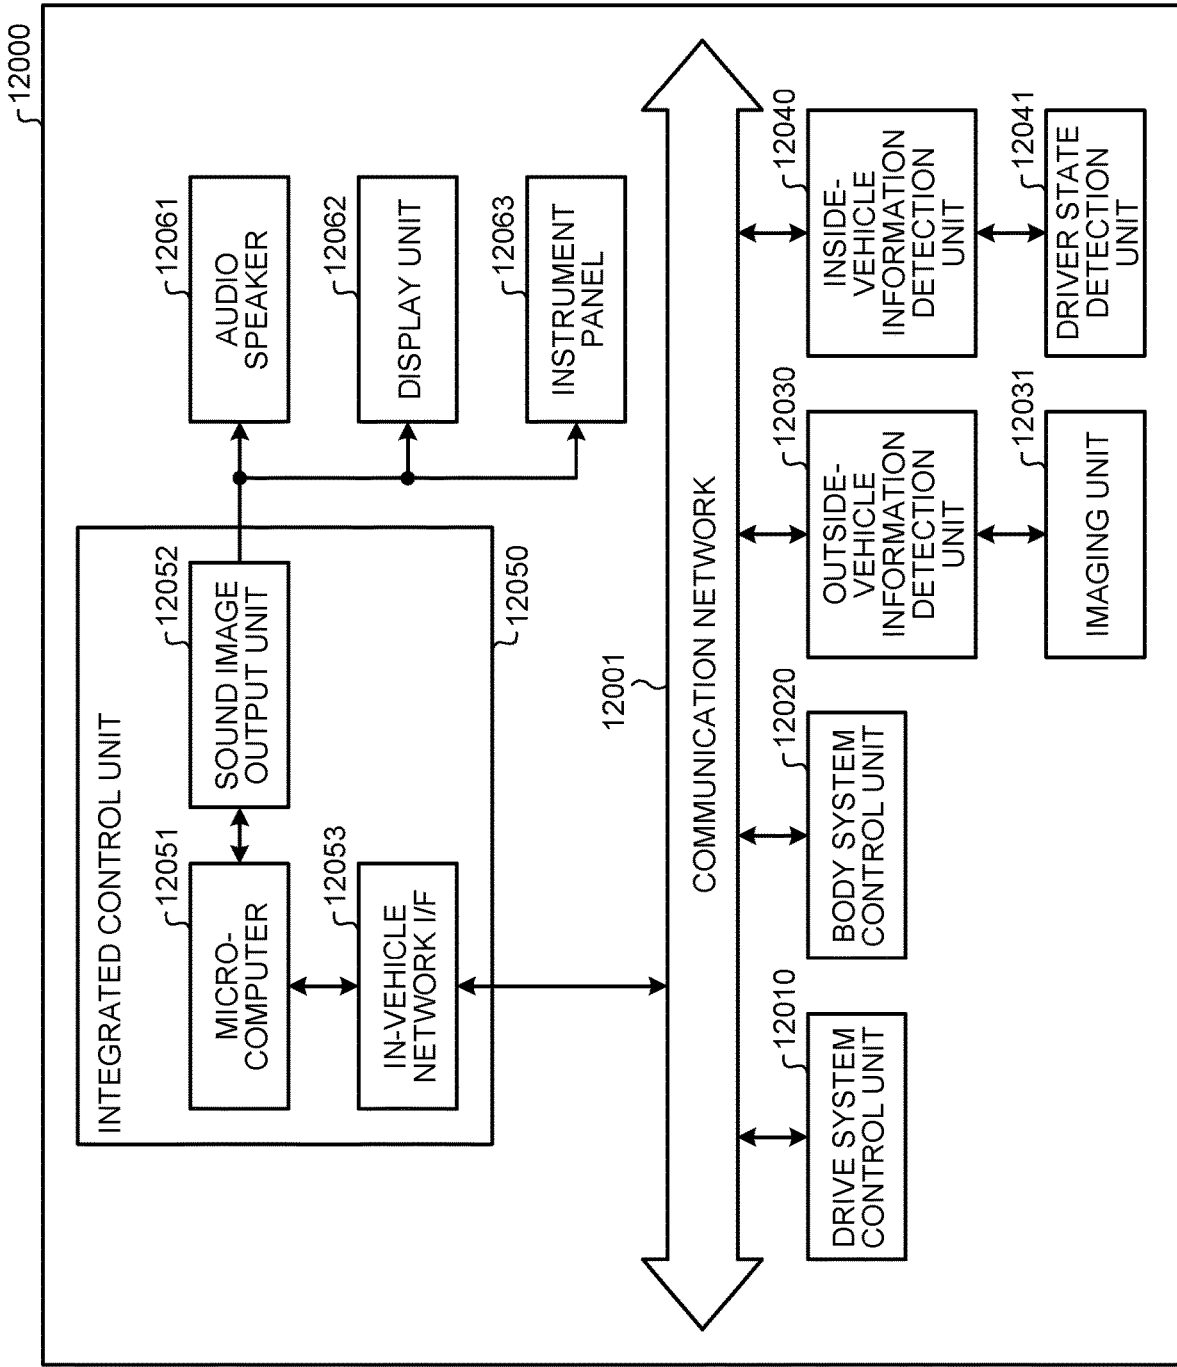 12000
INTEGRATED CONTROL UNIT
12051
MICRO-
COMPUTER
12052
SOUND IMAGE
OUTPUT UNIT
12061
AUDIO
SPEAKER
12053
IN-VEHICLE
NETWORK I/F
12062
DISPLAY UNIT
12050
12063
INSTRUMENT
PANEL
12001
COMMUNICATION NETWORK
12010
DRIVE SYSTEM
CONTROL UNIT
12020
BODY SYSTEM
CONTROL UNIT
12030
OUTSIDE-
VEHICLE
INFORMATION
DETECTION
UNIT
12040
INSIDE-
VEHICLE
INFORMATION
DETECTION
UNIT
12031
IMAGING UNIT
12041
DRIVER STATE
DETECTION
UNIT